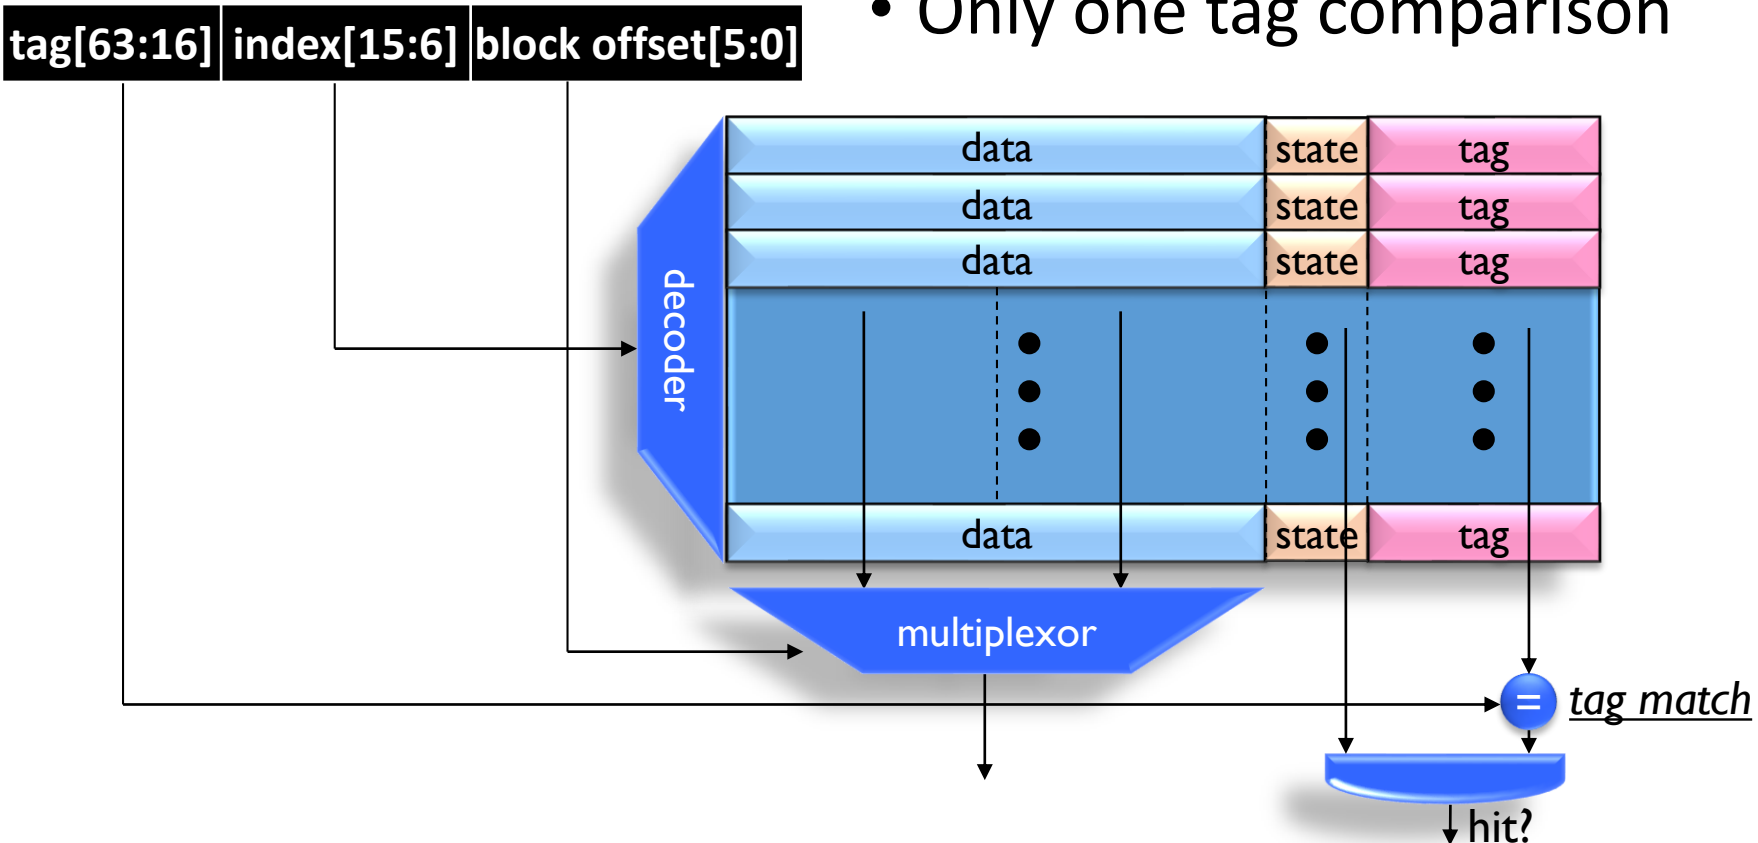 • Only one tag comparison
tag[63:16] index[15:6] block offset[5:0]
data state tag
data state tag
data state tag
decoder
data state tag
multiplexor
= tag match
hit?